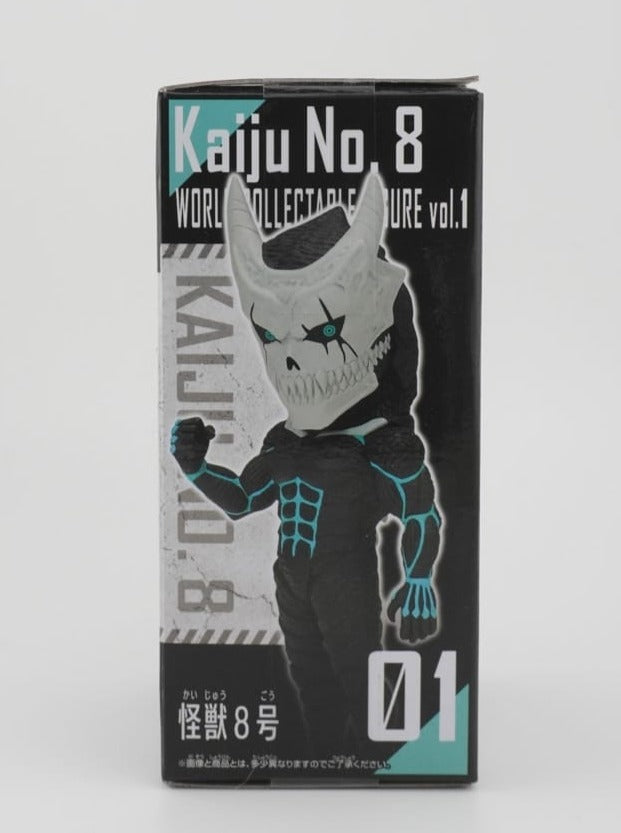 Kaiju No. 8
WORLD COLLECTABLE FIGURE vol.1
KAIJU NO. 8
01
かい じゅう ごう
怪獣8号
※画像と商品とは、多少異なりますのでご了承ください。